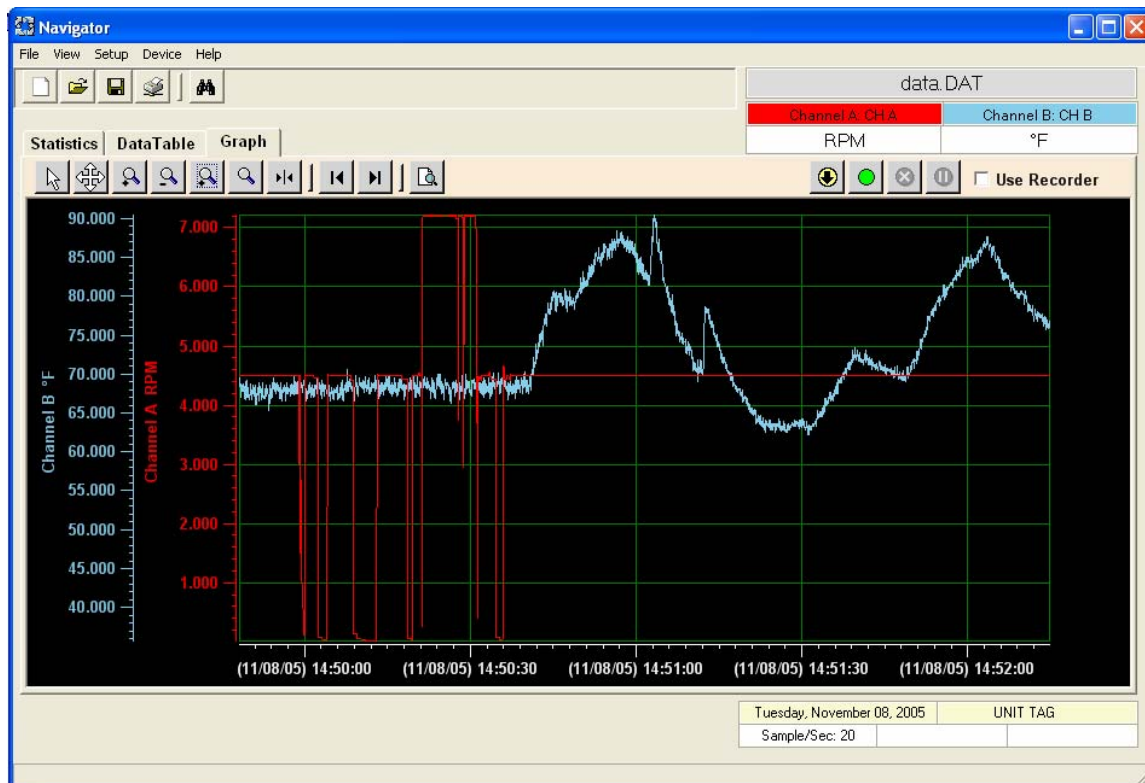 Navigator
File View Setup Device Help
data.DAT
Channel A: CH A Channel B: CH B
RPM °F
Statistics DataTable Graph
Use Recorder
90.000
85.000
80.000
75.000
70.000
65.000
60.000
55.000
50.000
45.000
40.000
Channel B °F
7.000
6.000
5.000
4.000
3.000
2.000
1.000
Channel A RPM
(11/08/05) 14:50:00 (11/08/05) 14:50:30 (11/08/05) 14:51:00 (11/08/05) 14:51:30 (11/08/05) 14:52:00
Tuesday, November 08, 2005 UNIT TAG
Sample/Sec: 20